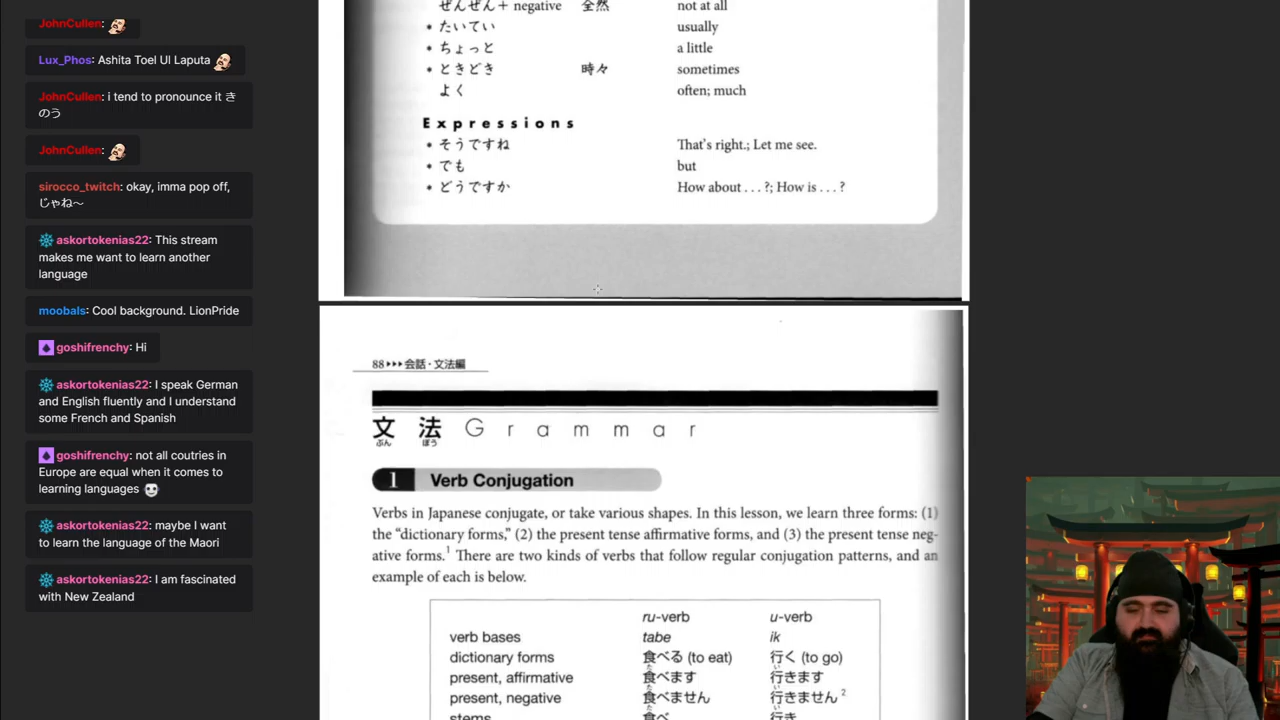 JohnCullen:
Lux_Phos: Ashita Toel Ul Laputa
JohnCullen: i tend to pronounce it き
のう
JohnCullen:
sirocco_twitch: okay, imma pop off,
じゃね〜
askortokenias22: This stream
makes me want to learn another
language
moobals: Cool background. LionPride
goshifrenchy: Hi
askortokenias22: I speak German
and English fluently and I understand
some French and Spanish
goshifrenchy: not all coutries in
Europe are equal when it comes to
learning languages
askortokenias22: maybe I want
to learn the language of the Maori
askortokenias22: I am fascinated
with New Zealand
ぜんぜん+ negative 全然 not at all
* たいてい usually
* ちょっと a little
* ときどき 時々 sometimes
よく often; much
Expressions
* そうですね That's right.; Let me see.
* でも but
* どうですか How about . . . ?; How is . . . ?
88▸▸▸会話・文法編
文法 Grammar
ぶん ぽう
1 Verb Conjugation
Verbs in Japanese conjugate, or take various shapes. In this lesson, we learn three forms: (1)
the "dictionary forms," (2) the present tense affirmative forms, and (3) the present tense neg-
ative forms.1 There are two kinds of verbs that follow regular conjugation patterns, and an
example of each is below.
ru-verb u-verb
verb bases tabe ik
dictionary forms 食べる (to eat) 行く (to go)
た い
present, affirmative 食べます 行きます
た い
present, negative 食べません 行きません2
た い
stems 食べ 行き